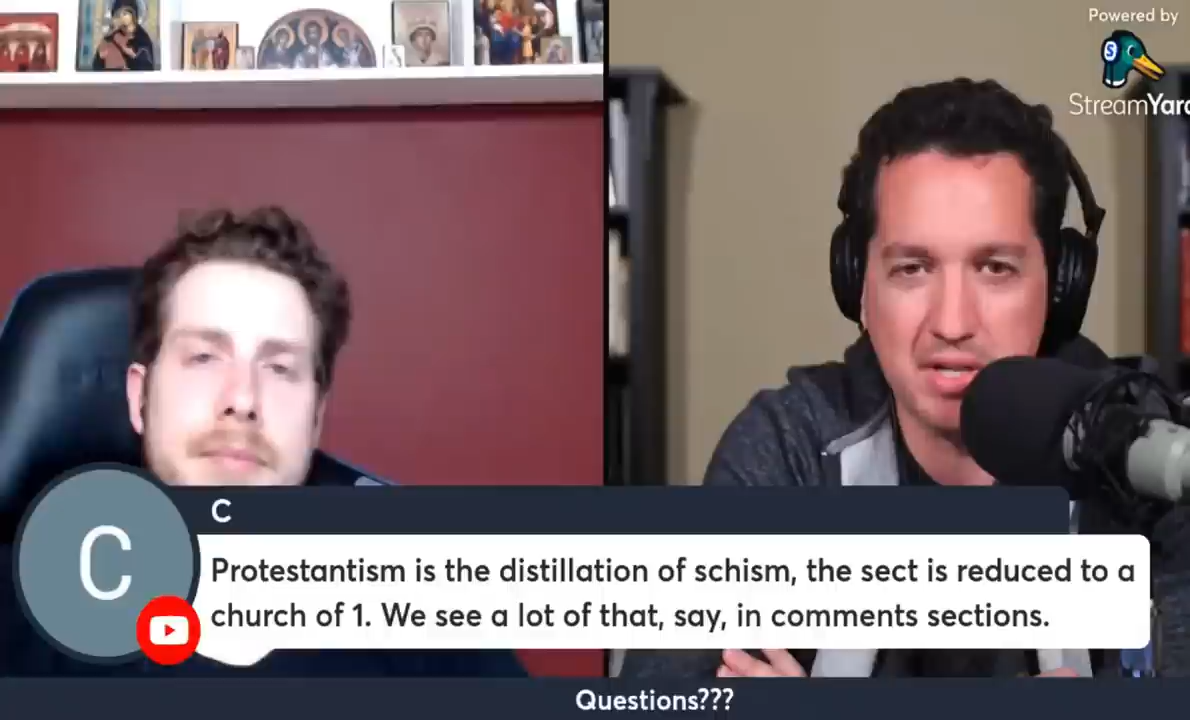 Powered by
S
StreamYard
C
C
Protestantism is the distillation of schism, the sect is reduced to a
church of 1. We see a lot of that, say, in comments sections.
Questions???